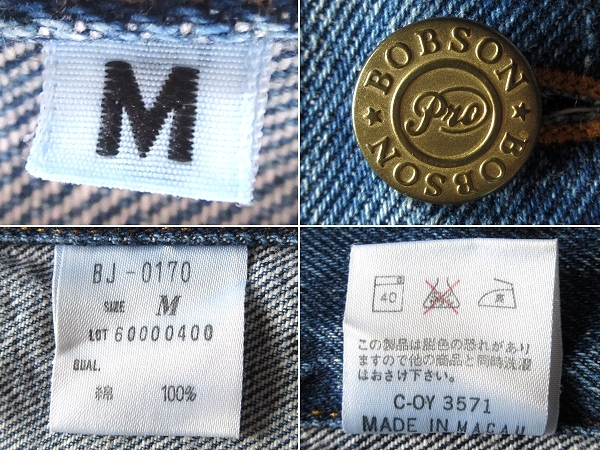 M
BOBSON
Pro
BOBSON
BJ-0170
SIZE M
LOT 60000400
QUAL.
綿 100%
40 高
この製品は脱色の恐れがあり
ますので他の商品と同時洗濯
はおさけ下さい。
C-OY 3571
MADE IN MACAU